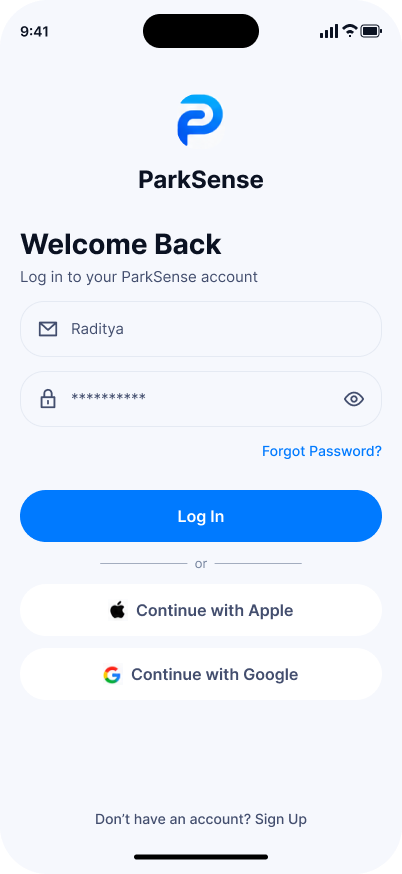 9:41
ParkSense
Welcome Back
Log in to your ParkSense account
Raditya
**********
Forgot Password?
Log In
or
Continue with Apple
Continue with Google
Don’t have an account? Sign Up